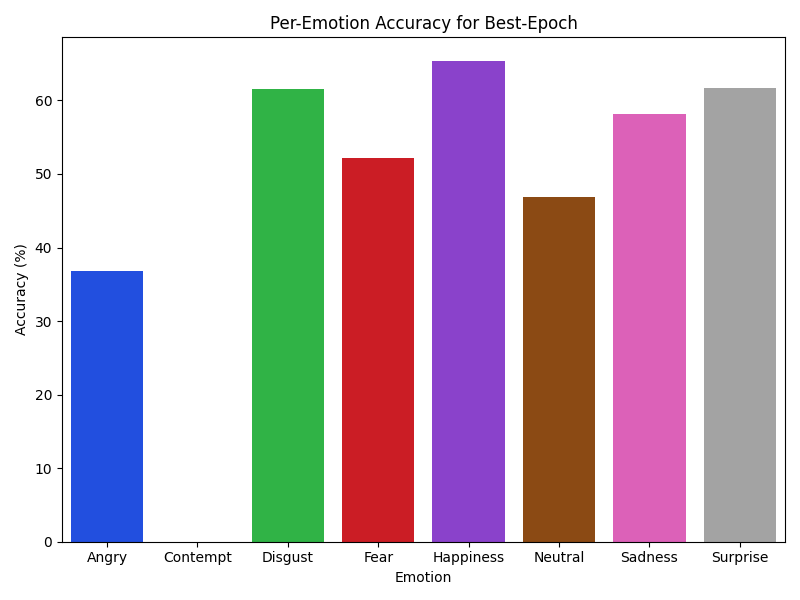 Per-Emotion Accuracy for Best-Epoch
Accuracy (%)
60
50
40
30
20
10
0
Angry Contempt Disgust Fear Happiness Neutral Sadness Surprise
Emotion